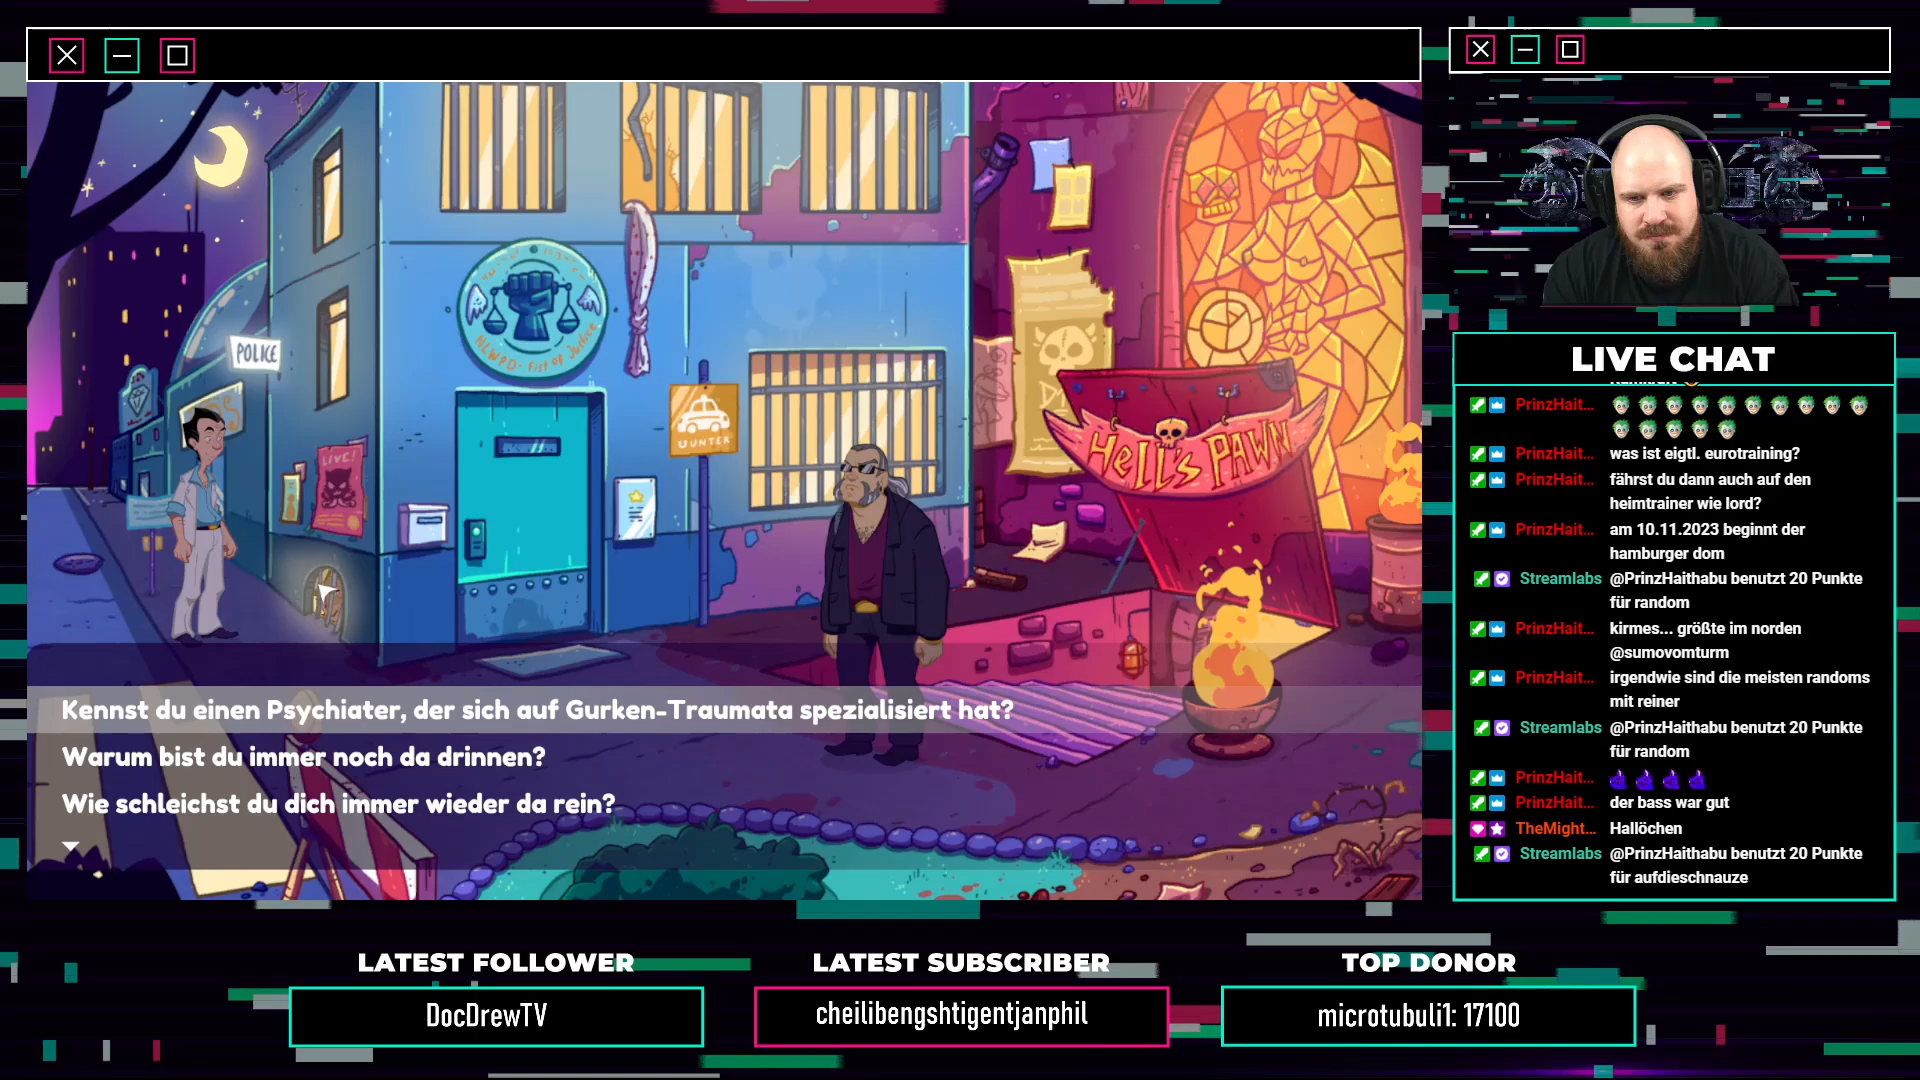 POLICE
LIVE!
NLWPD - Fist of Justice
UUNTER
HELL'S PAWN
Kennst du einen Psychiater, der sich auf Gurken-Traumata spezialisiert hat?
Warum bist du immer noch da drinnen?
Wie schleichst du dich immer wieder da rein?
LIVE CHAT
PrinzHait...
PrinzHait... was ist eigtl. eurotraining?
PrinzHait... fährst du dann auch auf den
heimtrainer wie lord?
PrinzHait... am 10.11.2023 beginnt der
hamburger dom
Streamlabs @PrinzHaithabu benutzt 20 Punkte
für random
PrinzHait... kirmes... größte im norden
@sumovomturm
PrinzHait... irgendwie sind die meisten randoms
mit reiner
Streamlabs @PrinzHaithabu benutzt 20 Punkte
für random
PrinzHait...
PrinzHait... der bass war gut
TheMight... Hallöchen
Streamlabs @PrinzHaithabu benutzt 20 Punkte
für aufdieschnauze
LATEST FOLLOWER
DocDrewTV
LATEST SUBSCRIBER
cheilibengshtigentjanphil
TOP DONOR
microtubuli1: 17100